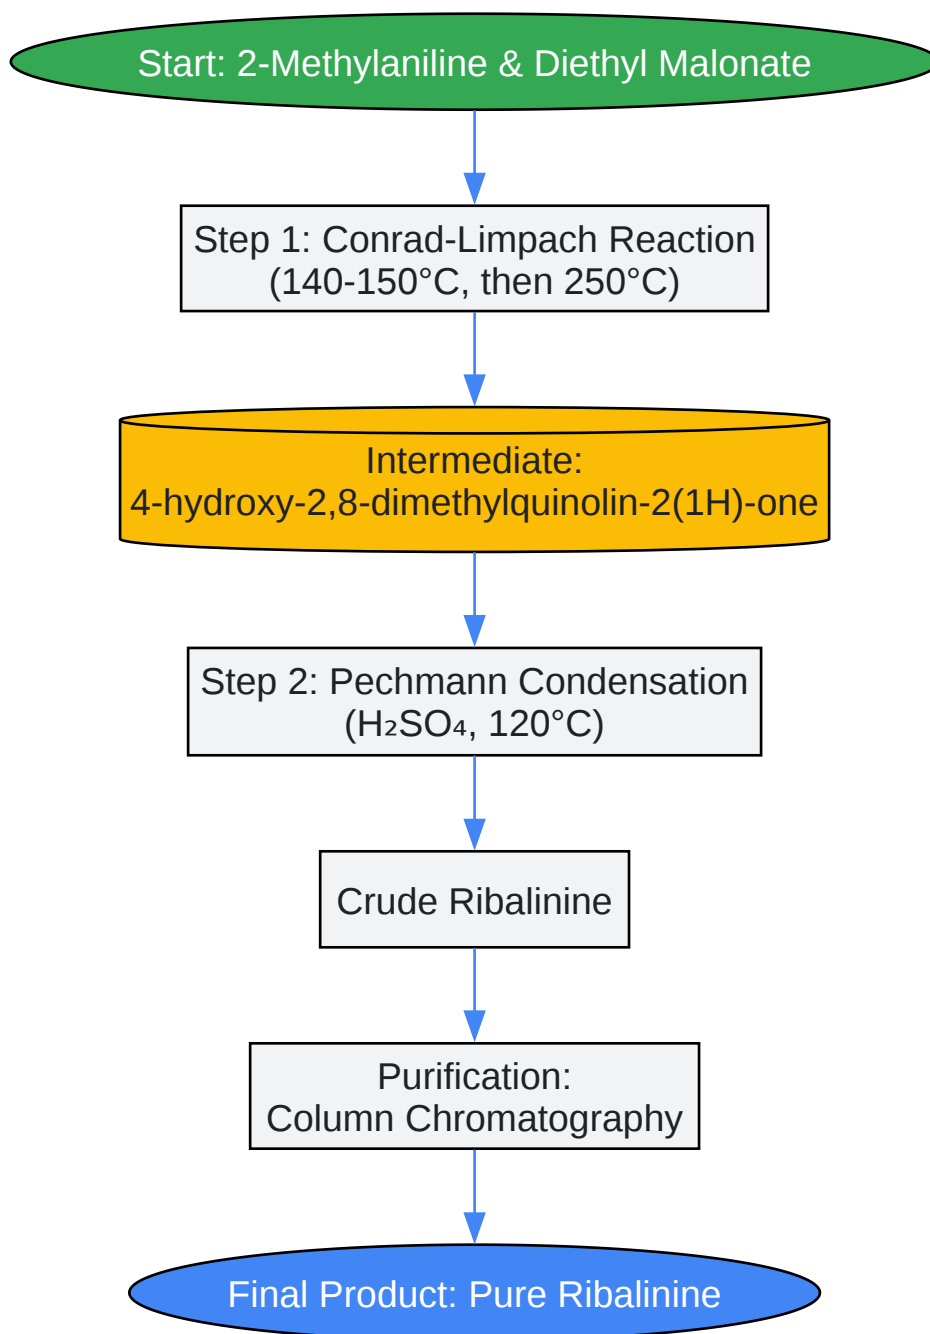 Start: 2-Methylaniline & Diethyl Malonate
Step 1: Conrad-Limpach Reaction
(140-150°C, then 250°C)
Intermediate:
4-hydroxy-2,8-dimethylquinolin-2(1H)-one
Step 2: Pechmann Condensation
(H₂SO₄, 120°C)
Crude Ribalinine
Purification:
Column Chromatography
Final Product: Pure Ribalinine